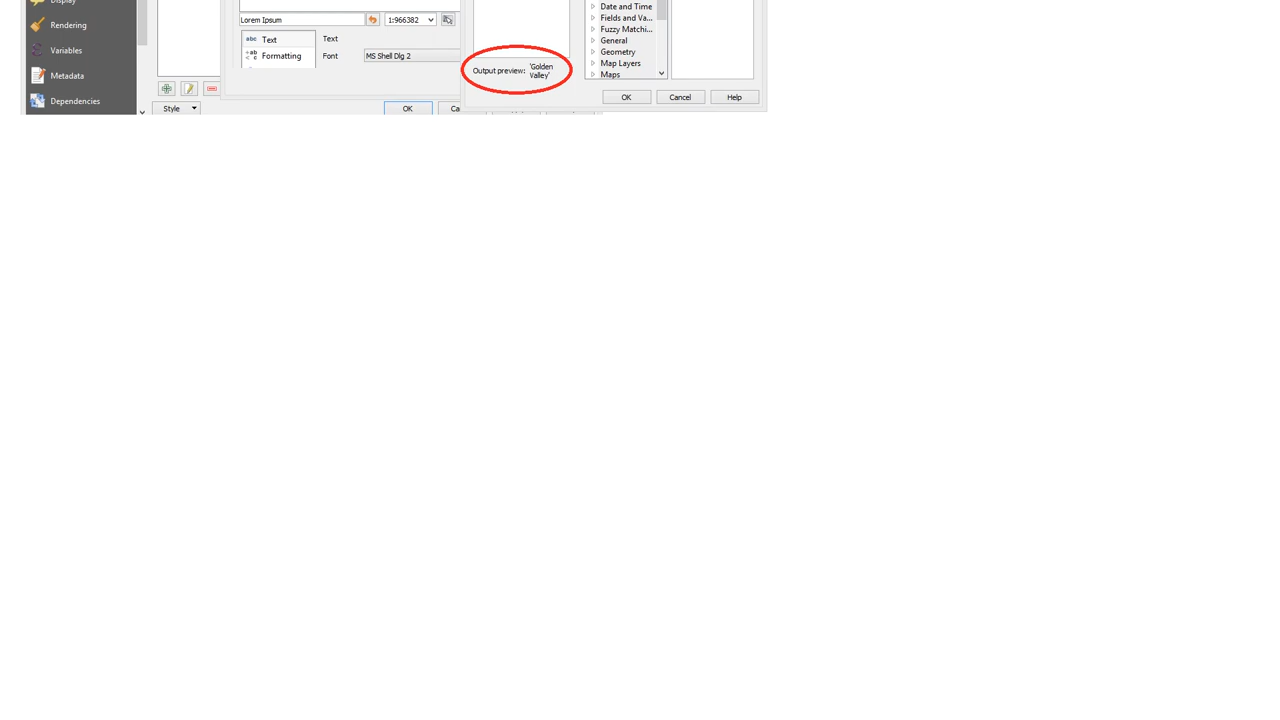 Display
Rendering
Variables
Metadata
Dependencies
Style
Lorem Ipsum
1:966382
abc Text
Formatting
Text
Font
MS Shell Dlg 2
OK
Ca
Output preview: 'Golden
Valley'
Date and Time
Fields and Va...
Fuzzy Matchi...
General
Geometry
Map Layers
Maps
OK
Cancel
Help